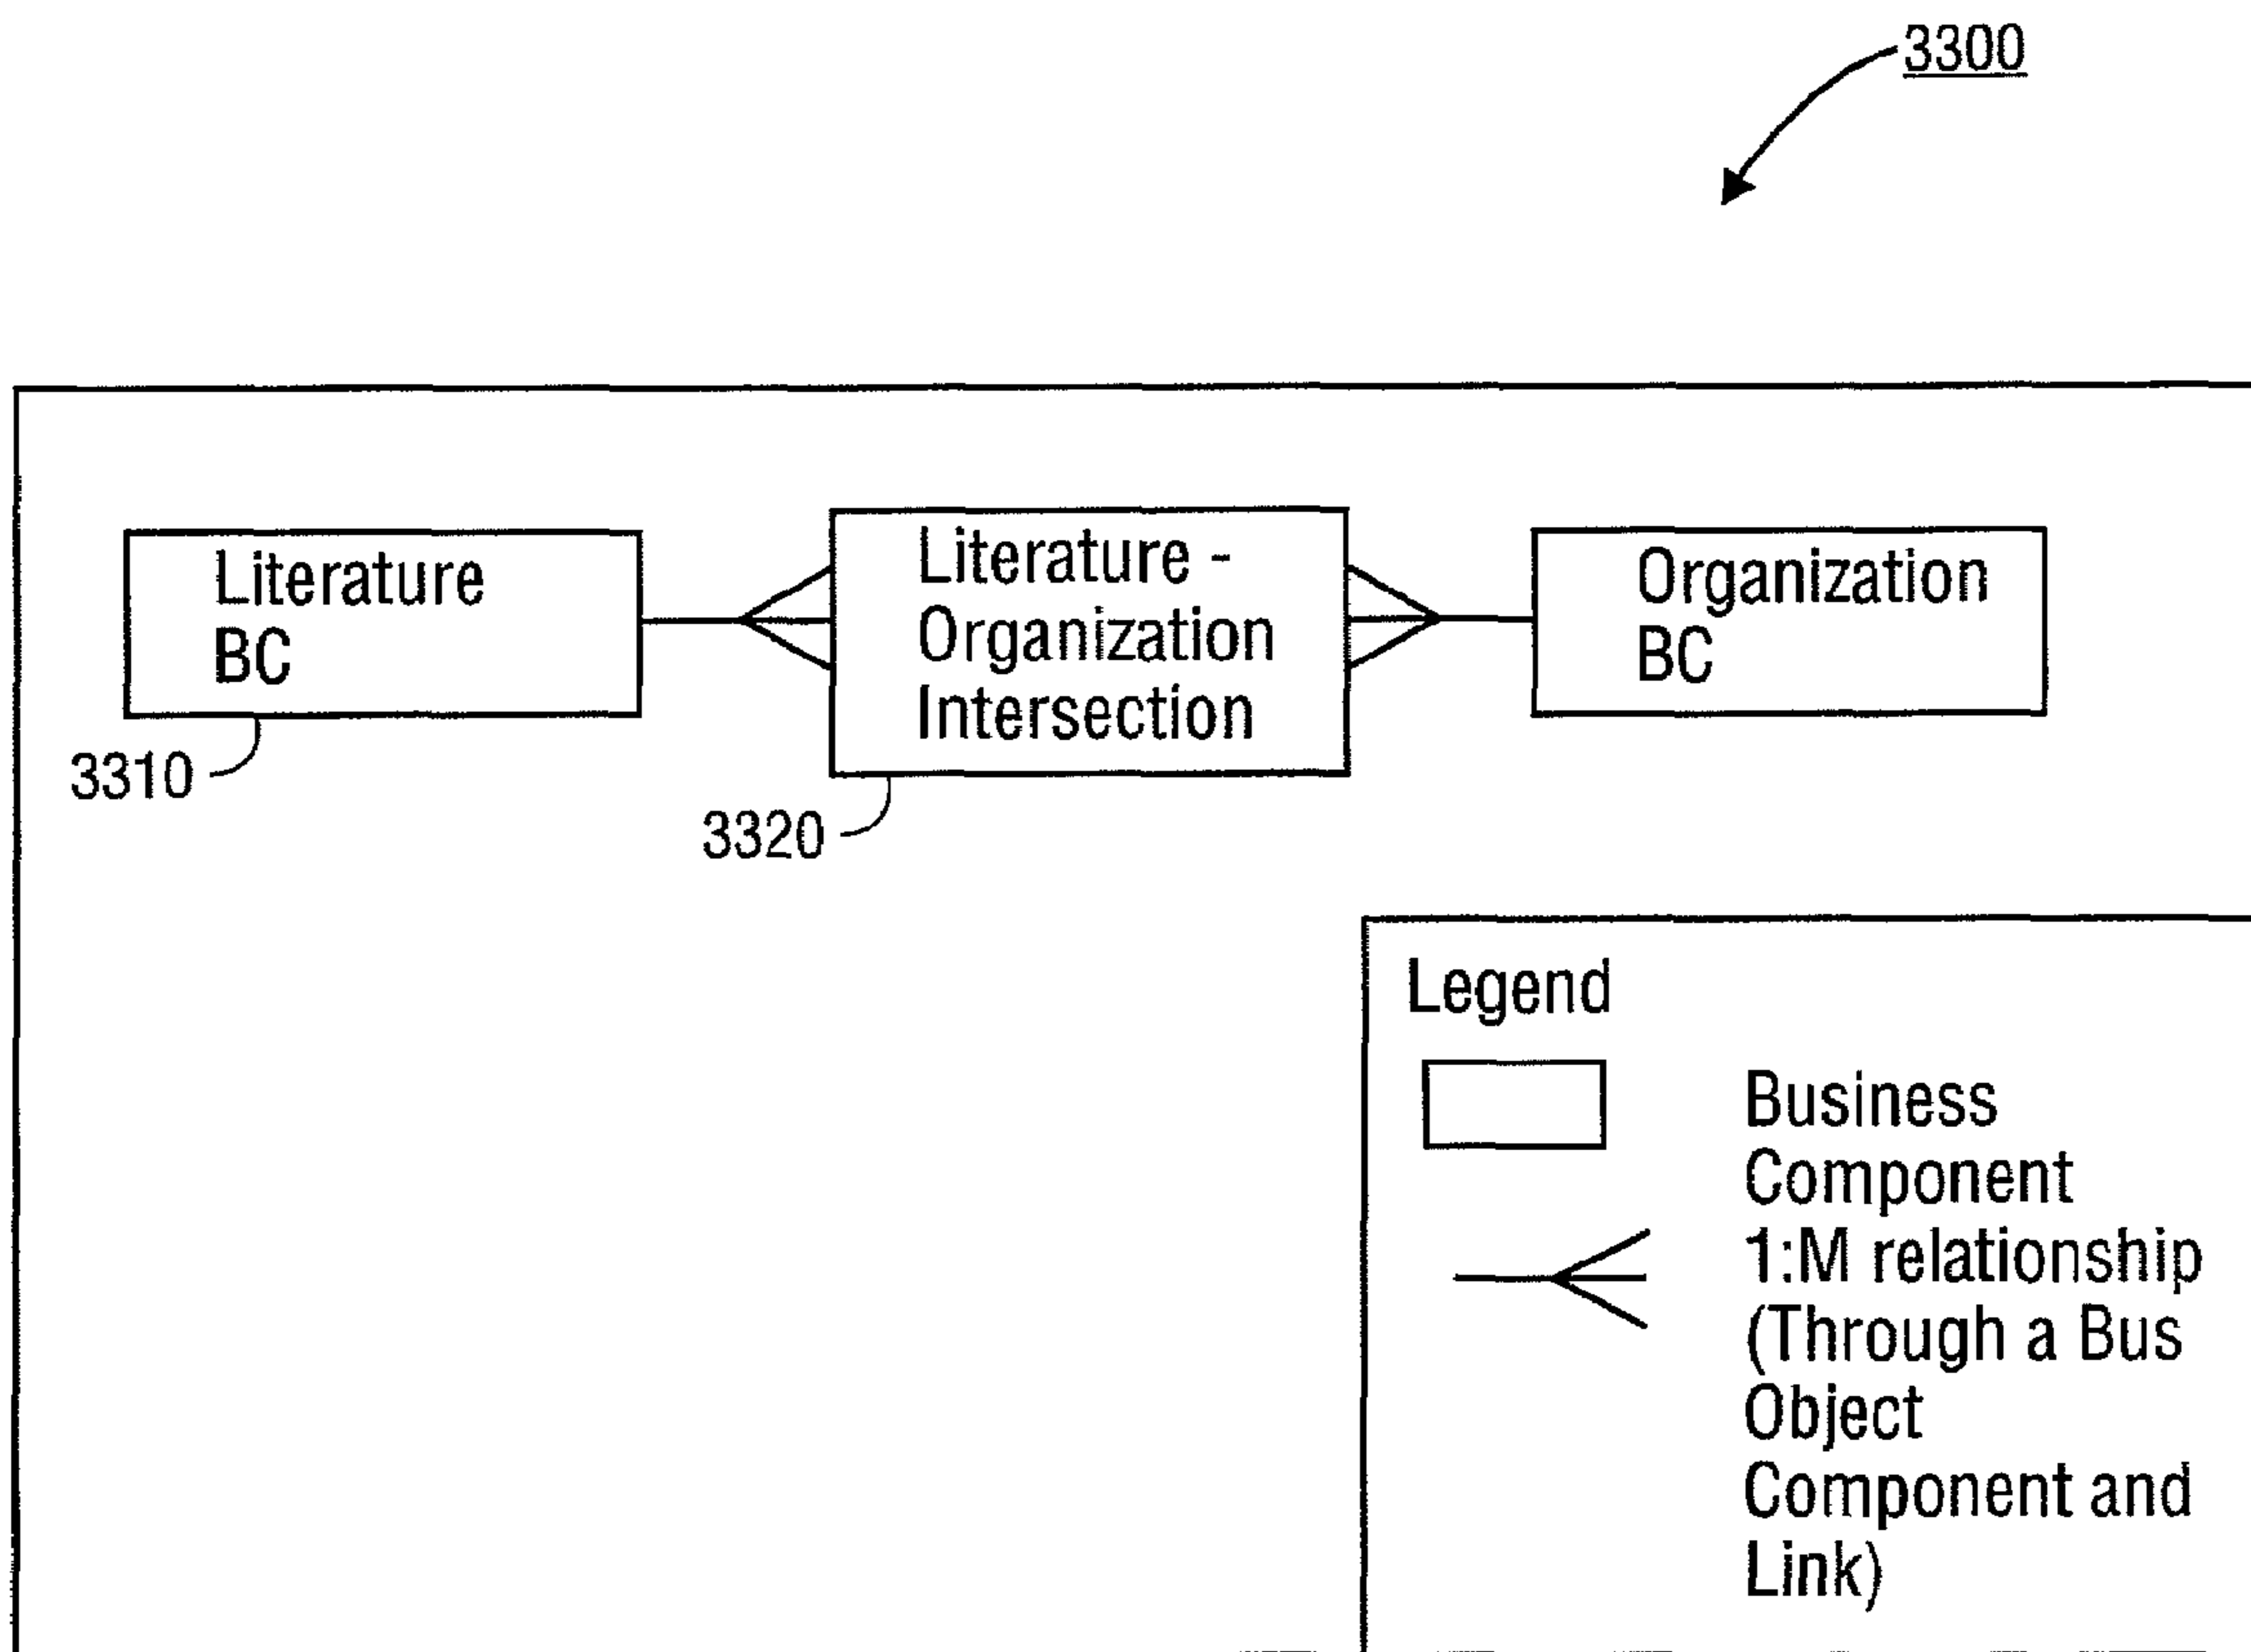 3300
Literature
BC
Literature -
Organization
Intersection
Organization
BC
3310
3320
Legend
Business
Component
1:M relationship
(Through a Bus
Object
Component and
Link)